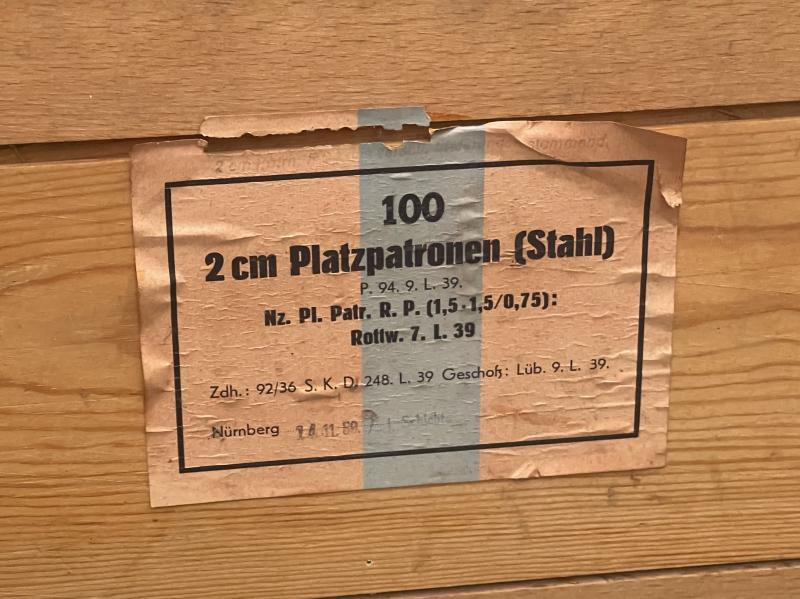 100
2 cm Platzpatronen (Stahl)
P. 94. 9. L. 39.
Nz. Pl. Patr. R. P. (1,5 · 1,5/0,75):
Rottw. 7. L. 39
Zdh.: 92/36 S. K. D. 248. L. 39 Geschoß: Lüb. 9. L. 39.
Nürnberg